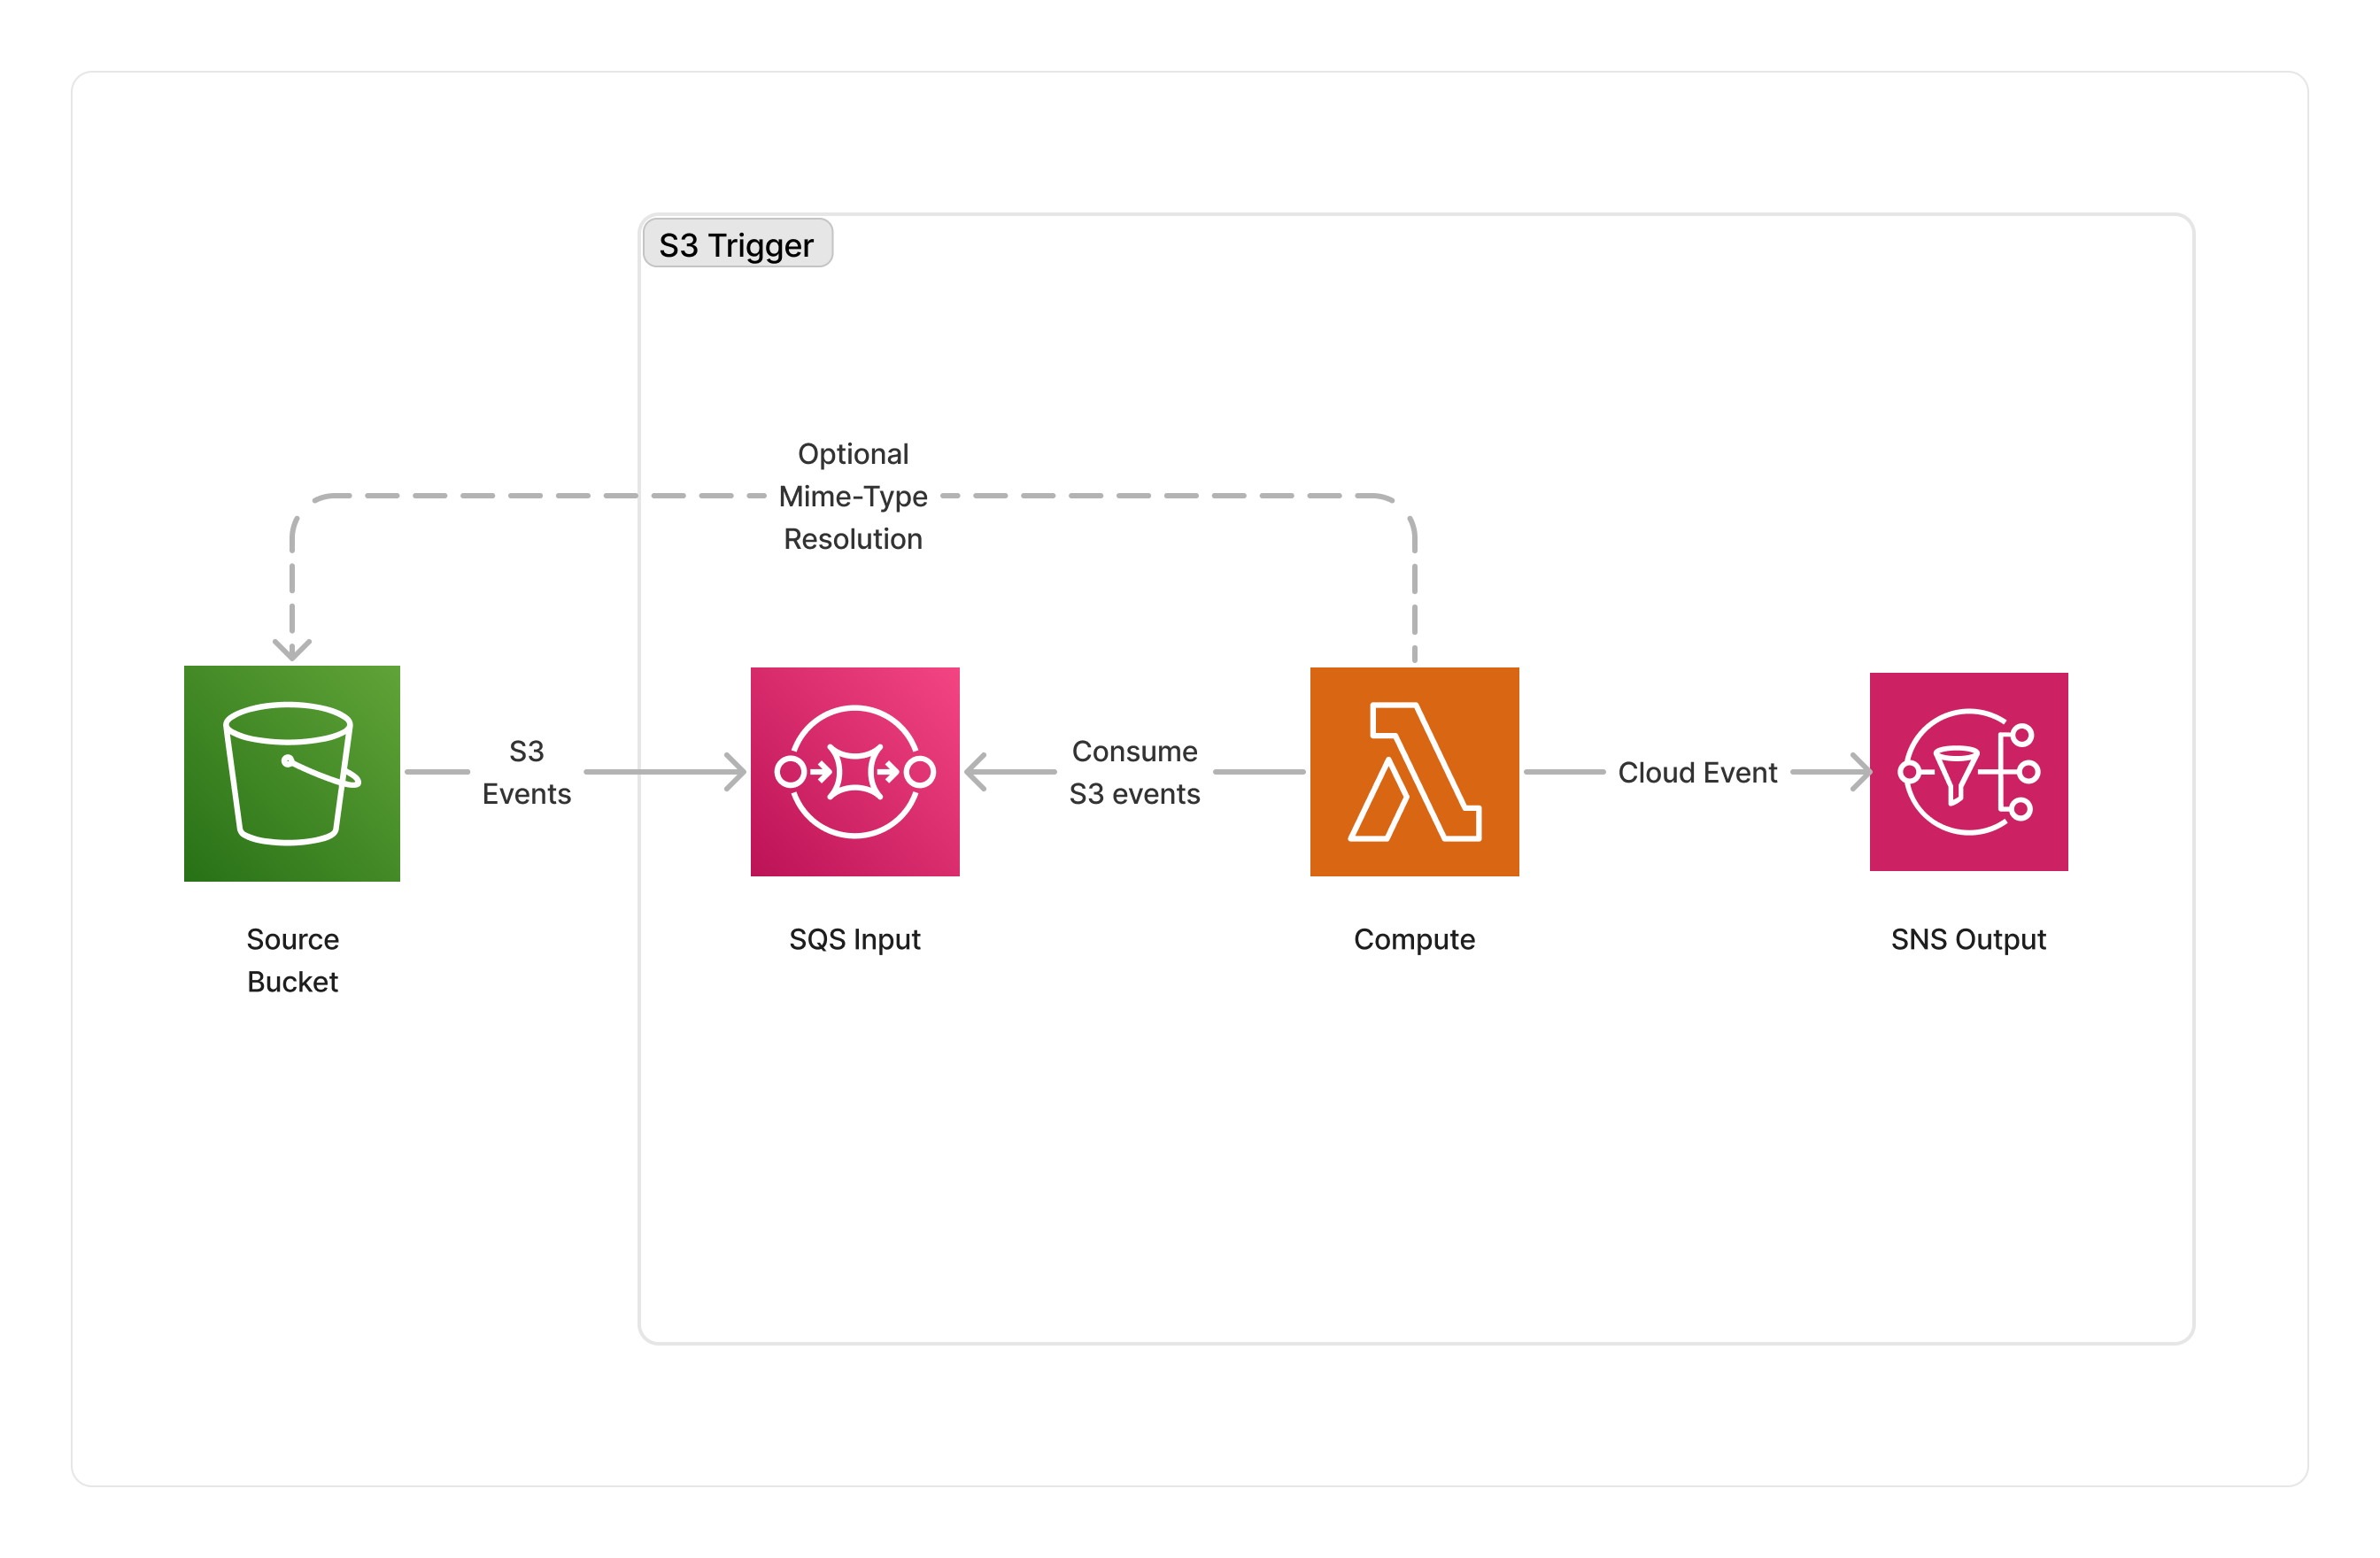 S3 Trigger
Optional
Mime-Type
Resolution
S3
Events
Consume
S3 events
Cloud Event
Source
Bucket
SQS Input
Compute
SNS Output